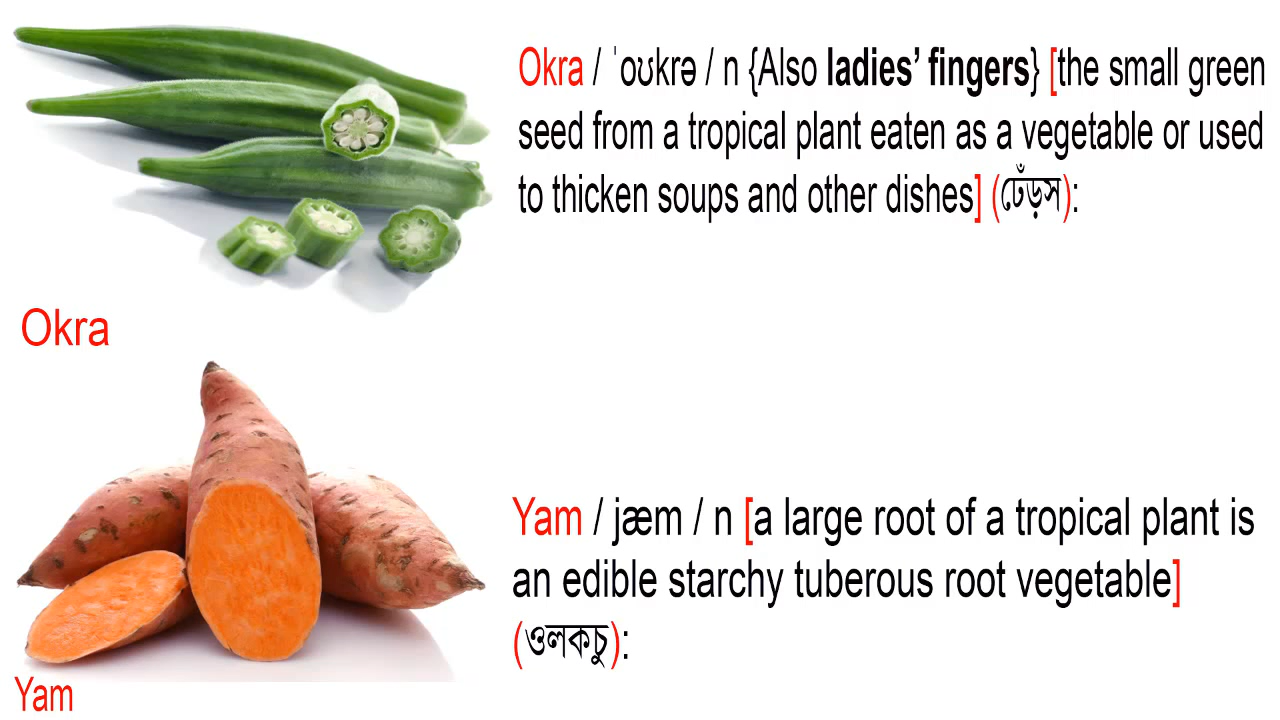 Okra / ˈoʊkrə / n {Also ladies’ fingers} [the small green
seed from a tropical plant eaten as a vegetable or used
to thicken soups and other dishes] (ঢেঁড়স):
Okra
Yam / jæm / n [a large root of a tropical plant is
an edible starchy tuberous root vegetable]
(ওলকচু):
Yam